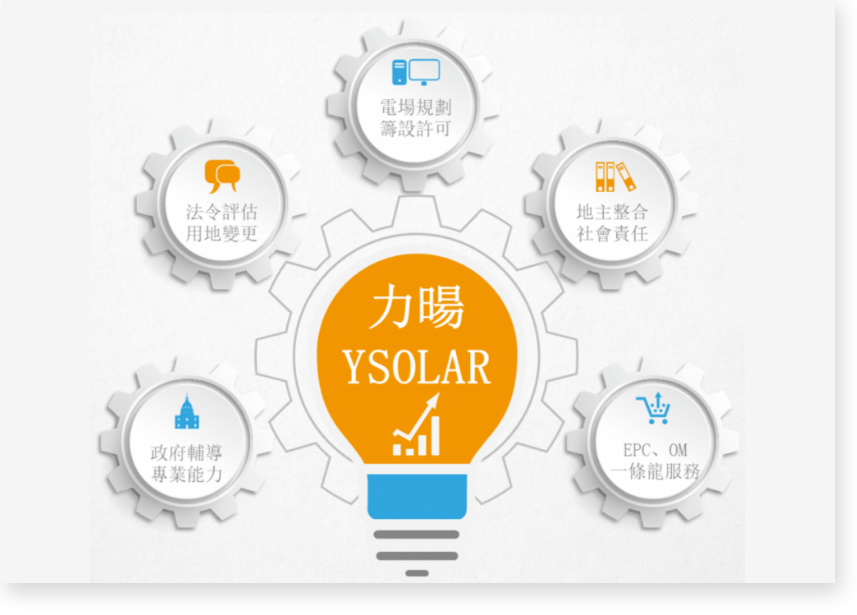 電場規劃
籌設許可
法令評估
用地變更
地主整合
社會責任
力暘
YSOLAR
政府輔導
專業能力
EPC、OM
一條龍服務